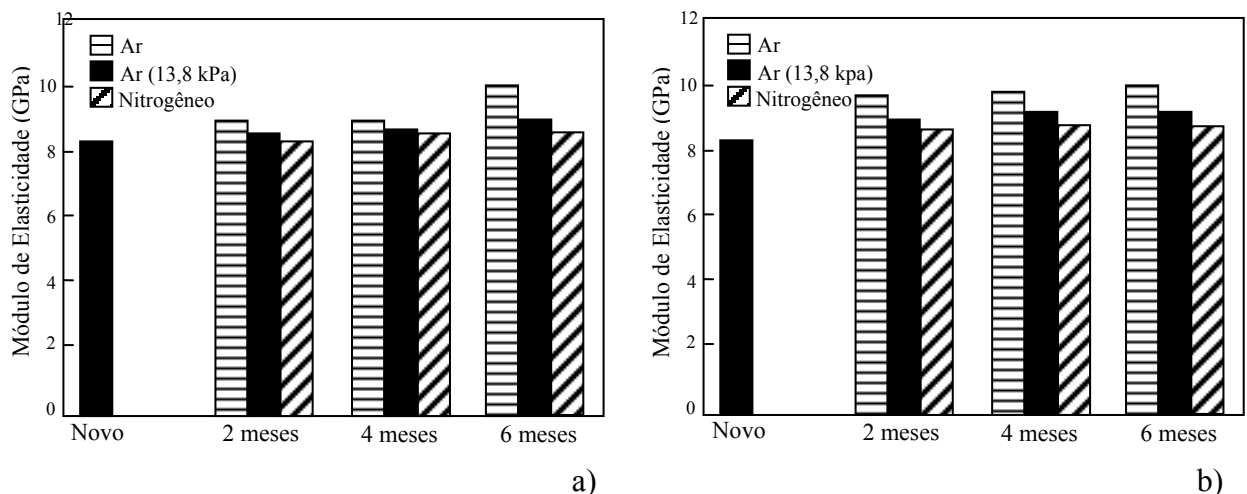 12
10
8
6
4
2
0
Módulo de Elasticidade (GPa)
Ar
Ar (13,8 kPa)
Nitrogêneo
Novo
2 meses
4 meses
6 meses
a)
12
10
8
6
4
2
0
Módulo de Elasticidade (GPa)
Ar
Ar (13,8 kpa)
Nitrogêneo
Novo
2 meses
4 meses
6 meses
b)